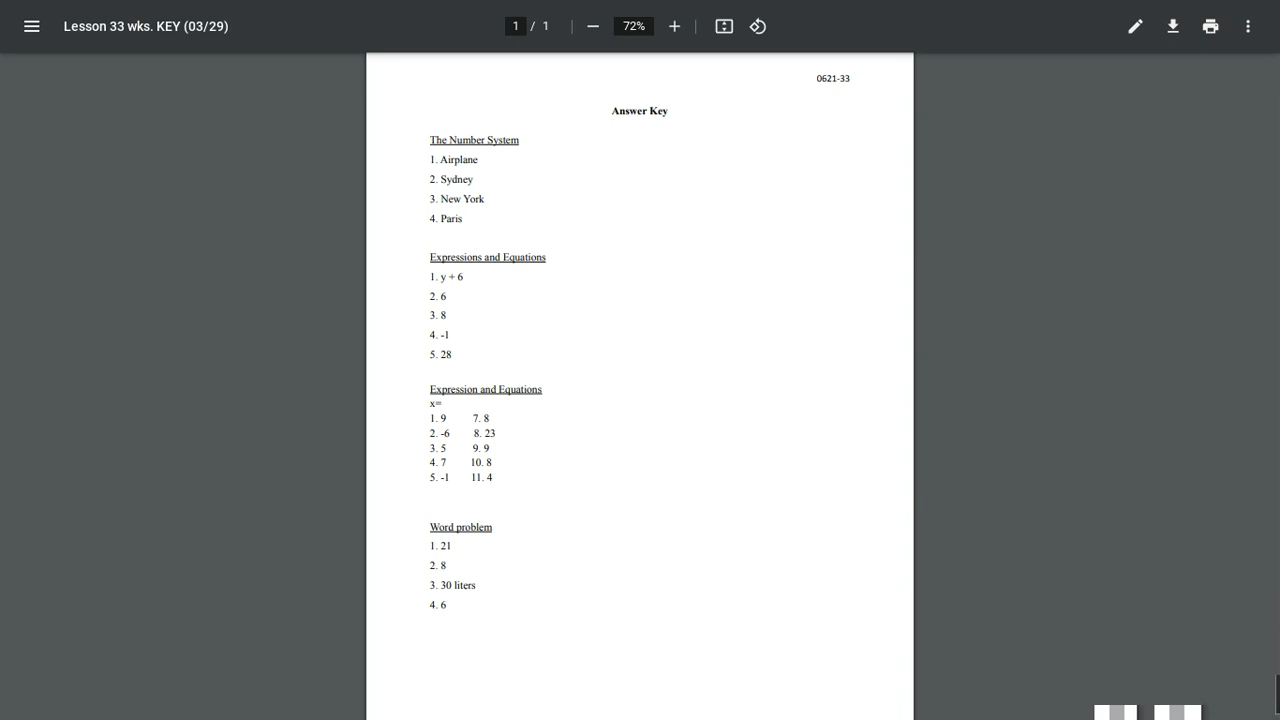 Lesson 33 wks. KEY (03/29)
1 / 1
72%
0621-33
Answer Key
The Number System
1. Airplane
2. Sydney
3. New York
4. Paris
Expressions and Equations
1. y + 6
2. 6
3. 8
4. -1
5. 28
Expression and Equations
x=
1. 9 7. 8
2. -6 8. 23
3. 5 9. 9
4. 7 10. 8
5. -1 11. 4
Word problem
1. 21
2. 8
3. 30 liters
4. 6